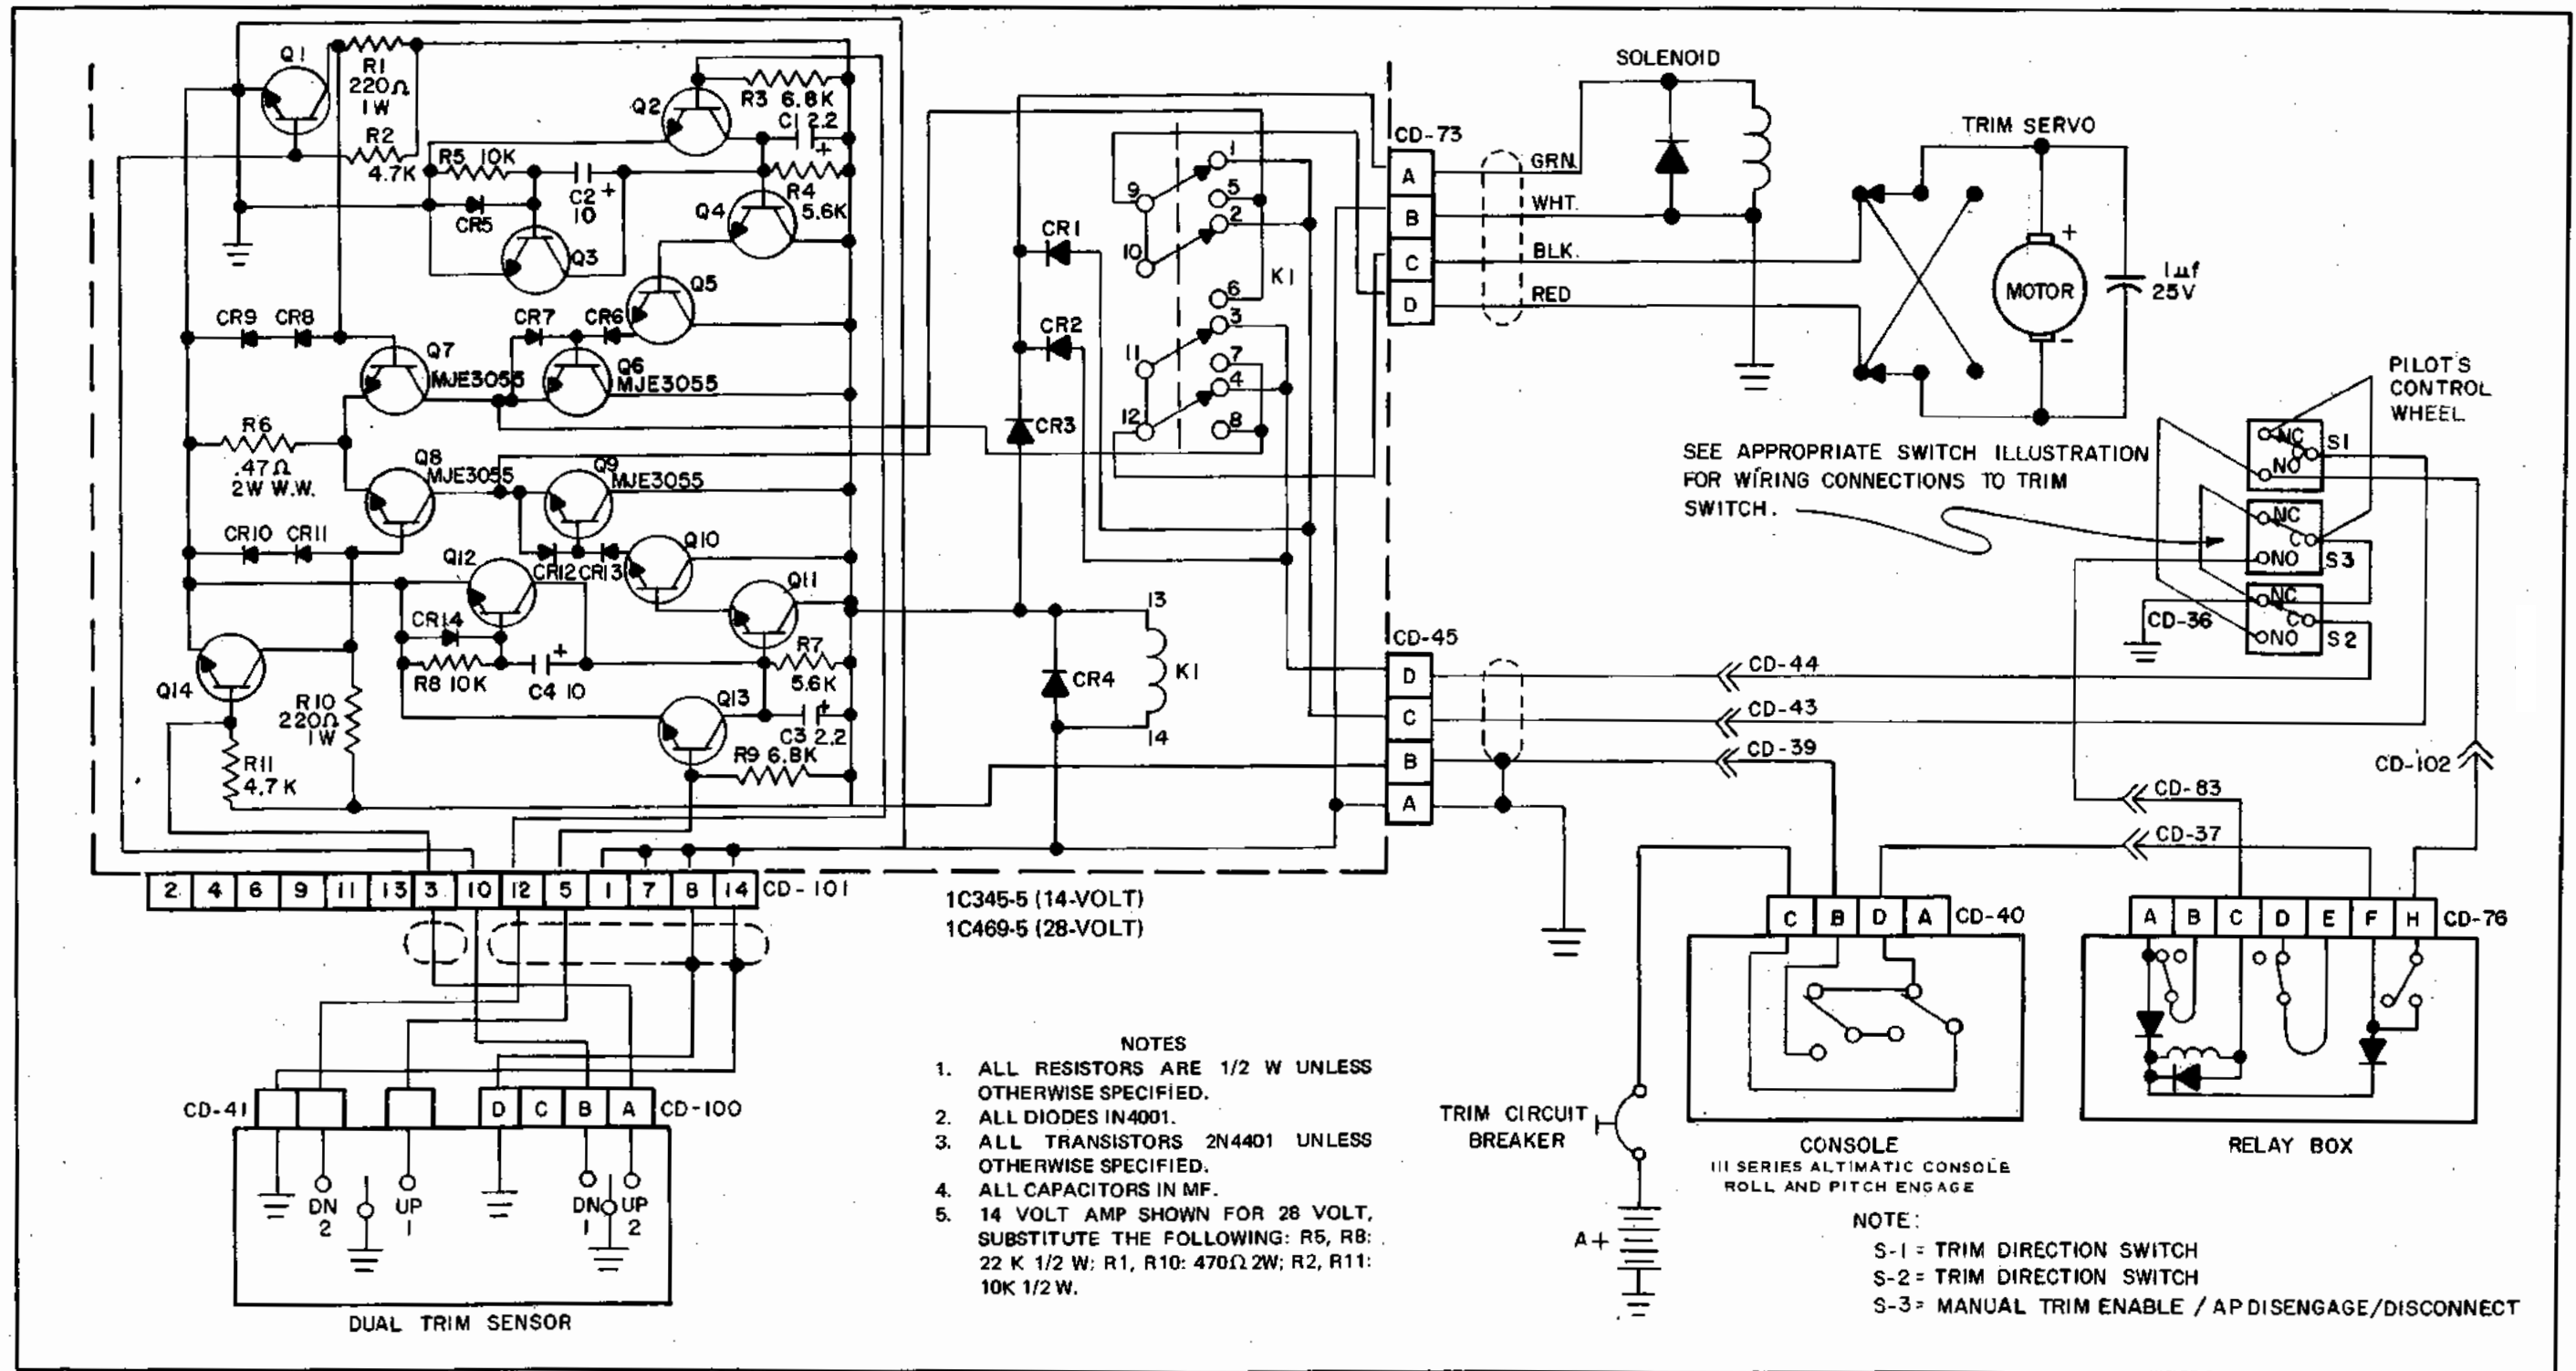 Q1
R1
220Ω
1W
R2
4.7K
Q2
R3 6.8K
C1 2.2
+
R5 10K
C2
+
10
R4
5.6K
CR5
Q4
Q3
Q5
CR9 CR8
CR7
CR6
Q7
MJE3055
Q6
MJE3055
R6
.47Ω
2W W.W.
Q8
MJE3055
Q9
MJE3055
CR10 CR11
Q12
CR12 CR13
Q10
Q11
CR14
R8 10K
+
C4 10
R7
5.6K
Q14
R10
220Ω
1W
Q13
+
C3 2.2
R9 6.8K
R11
4.7K
CR1
CR2
CR3
CR4
1
5
2
9
10
6
3
11
7
4
12
8
K1
13
K1
14
CD-73
A
B
C
D
GRN.
WHT.
BLK.
RED
SOLENOID
TRIM SERVO
+
MOTOR
-
1µf
25V
PILOT'S
CONTROL
WHEEL
SEE APPROPRIATE SWITCH ILLUSTRATION
FOR WIRING CONNECTIONS TO TRIM
SWITCH.
NC
C
NO
S1
NC
C
NO
S3
NC
C
NO
S2
CD-36
CD-45
D
C
B
A
CD-44
CD-43
CD-39
CD-102
CD-83
CD-37
2 4 6 9 11 13 3 10 12 5 1 7 8 14 CD-101
1C345-5 (14-VOLT)
1C469-5 (28-VOLT)
C B D A CD-40
A B C D E F H CD-76
CD-41
D C B A CD-100
DN
2
UP
1
DN
1
UP
2
DUAL TRIM SENSOR
NOTES
1. ALL RESISTORS ARE 1/2 W UNLESS
OTHERWISE SPECIFIED.
2. ALL DIODES IN4001.
3. ALL TRANSISTORS 2N4401 UNLESS
OTHERWISE SPECIFIED.
4. ALL CAPACITORS IN MF.
5. 14 VOLT AMP SHOWN FOR 28 VOLT,
SUBSTITUTE THE FOLLOWING: R5, R8:
22 K 1/2 W; R1, R10: 470Ω 2W; R2, R11:
10K 1/2 W.
TRIM CIRCUIT
BREAKER
A+
CONSOLE
III SERIES ALTIMATIC CONSOLE
ROLL AND PITCH ENGAGE
RELAY BOX
NOTE:
S-1 = TRIM DIRECTION SWITCH
S-2 = TRIM DIRECTION SWITCH
S-3 = MANUAL TRIM ENABLE / AP DISENGAGE/DISCONNECT